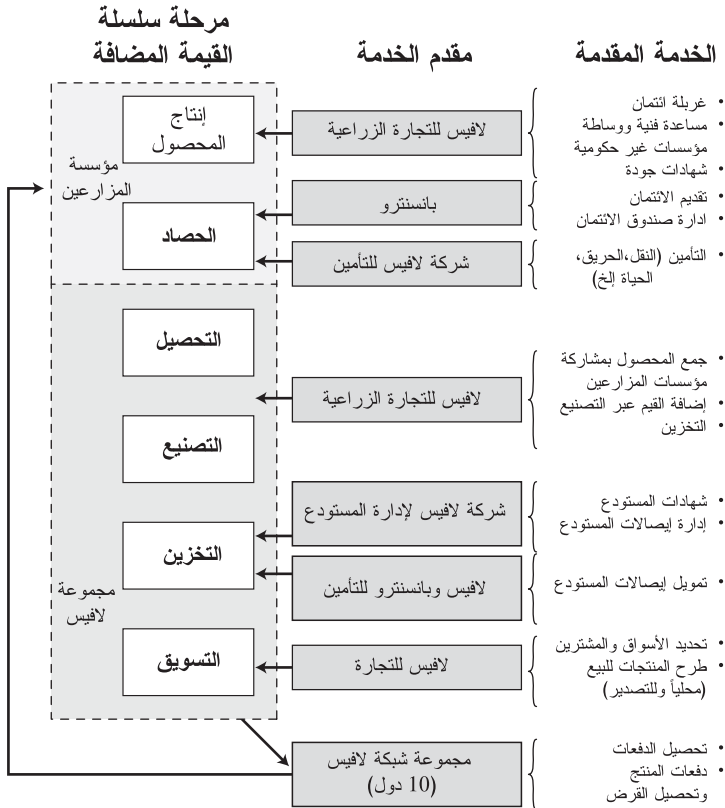 مرحلة سلسلة
القيمة المضافة
مقدم الخدمة
الخدمة المقدمة
إنتاج
المحصول
مؤسسة
المزارعين
الحصاد
لافيس للتجارة الزراعية
• غربلة ائتمان
• مساعدة فنية ووساطة
مؤسسات غير حكومية
• شهادات جودة
بانسنترو
• تقديم الائتمان
• ادارة صندوق الائتمان
شركة لافيس للتأمين
• التأمين (النقل،الحريق،
الحياة إلخ)
التحصيل
التصنيع
لافيس للتجارة الزراعية
• جمع المحصول بمشاركة
مؤسسات المزارعين
• إضافة القيم عبر التصنيع
• التخزين
التخزين
مجموعة
لافيس
شركة لافيس لإدارة المستودع
• شهادات المستودع
• إدارة إيصالات المستودع
لافيس وبانسنترو للتأمين
• تمويل إيصالات المستودع
التسويق
لافيس للتجارة
• تحديد الأسواق والمشترين
• طرح المنتجات للبيع
(محلياً وللتصدير)
مجموعة شبكة لافيس
(10 دول)
• تحصيل الدفعات
• دفعات المنتج
وتحصيل القرض